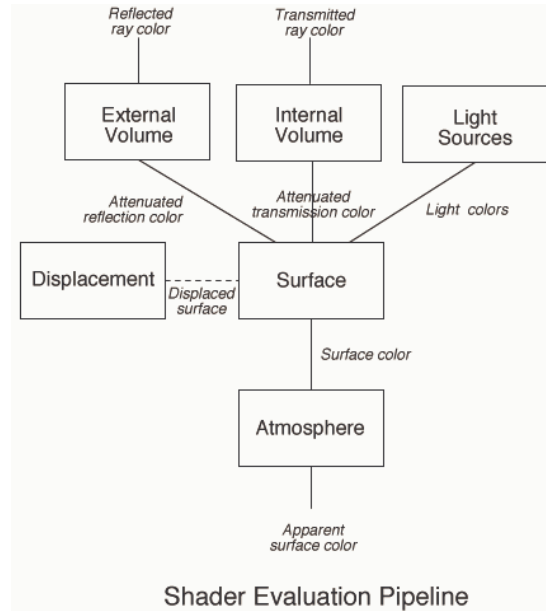 Reflected
ray color
Transmitted
ray color
External
Volume
Internal
Volume
Light
Sources
Attenuated
reflection color
Attenuated
transmission color
Light colors
Displacement
Displaced
surface
Surface
Surface color
Atmosphere
Apparent
surface color
Shader Evaluation Pipeline